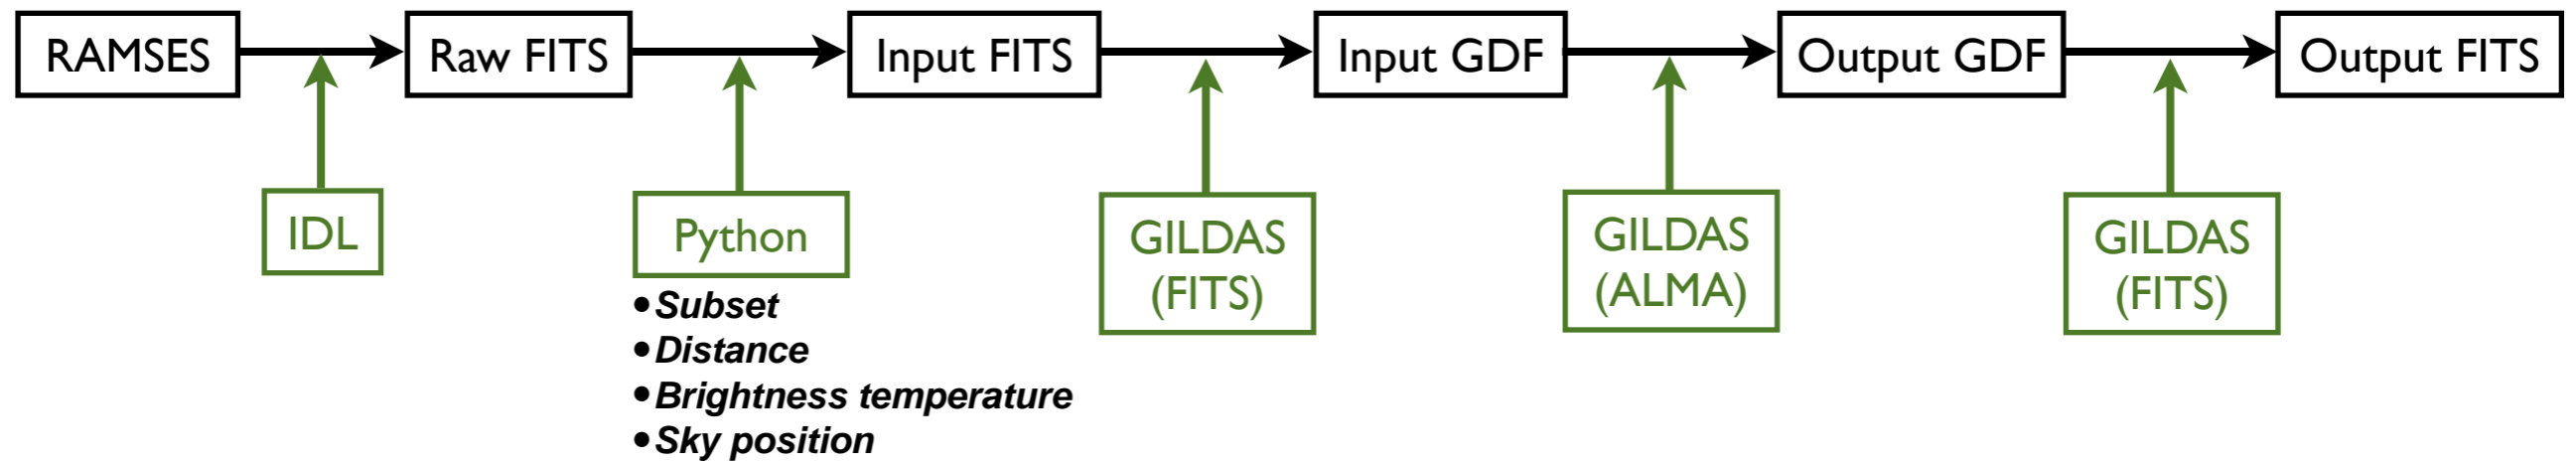 RAMSES
Raw FITS
Input FITS
Input GDF
Output GDF
Output FITS
IDL
Python
GILDAS
(FITS)
GILDAS
(ALMA)
GILDAS
(FITS)
•Subset
•Distance
•Brightness temperature
•Sky position